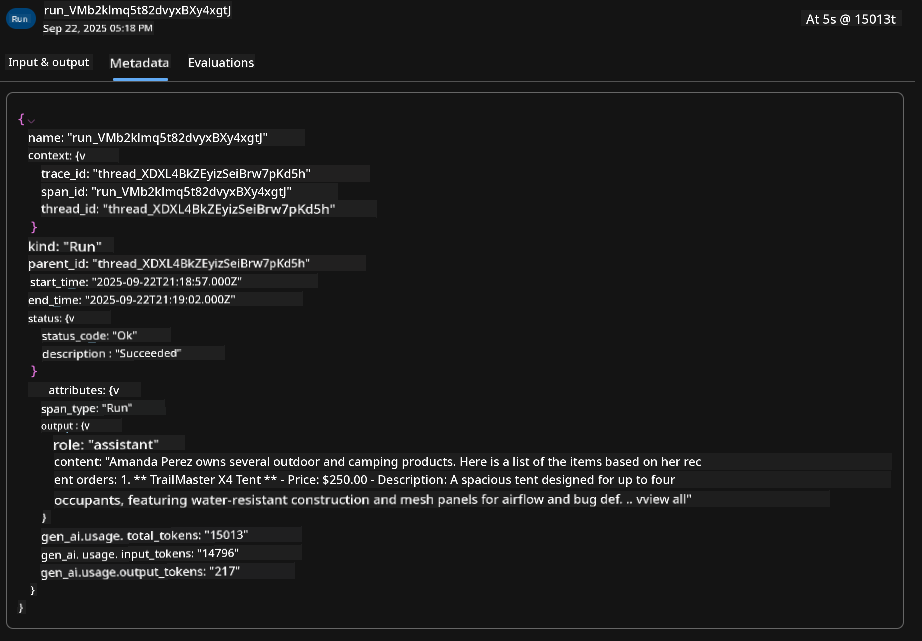 Run
run_VMb2klmq5t82dvyxBXy4xgtJ
Sep 22, 2025 05:18 PM
At 5s @ 15013t
Input & output Metadata Evaluations
{
name: "run_VMb2klmq5t82dvyxBXy4xgtJ"
context: {v
trace_id: "thread_XDXL4BkZEyizSeiBrw7pKd5h"
span_id: "run_VMb2klmq5t82dvyxBXy4xgtJ"
thread_id: "thread_XDXL4BkZEyizSeiBrw7pKd5h"
}
kind: "Run"
parent_id: "thread_XDXL4BkZEyizSeiBrw7pKd5h"
start_time: "2025-09-22T21:18:57.000Z"
end_time: "2025-09-22T21:19:02.000Z"
status: {v
status_code: "Ok"
description : "Succeeded"
}
attributes: {v
span_type: "Run"
output : {v
role: "assistant"
content: "Amanda Perez owns several outdoor and camping products. Here is a list of the items based on her rec
ent orders: 1. ** TrailMaster X4 Tent ** - Price: $250.00 - Description: A spacious tent designed for up to four
occupants, featuring water-resistant construction and mesh panels for airflow and bug def. .. vview all"
}
gen_ai.usage. total_tokens: "15013"
gen_ai. usage. input_tokens: "14796"
gen_ai.usage.output_tokens: "217"
}
}